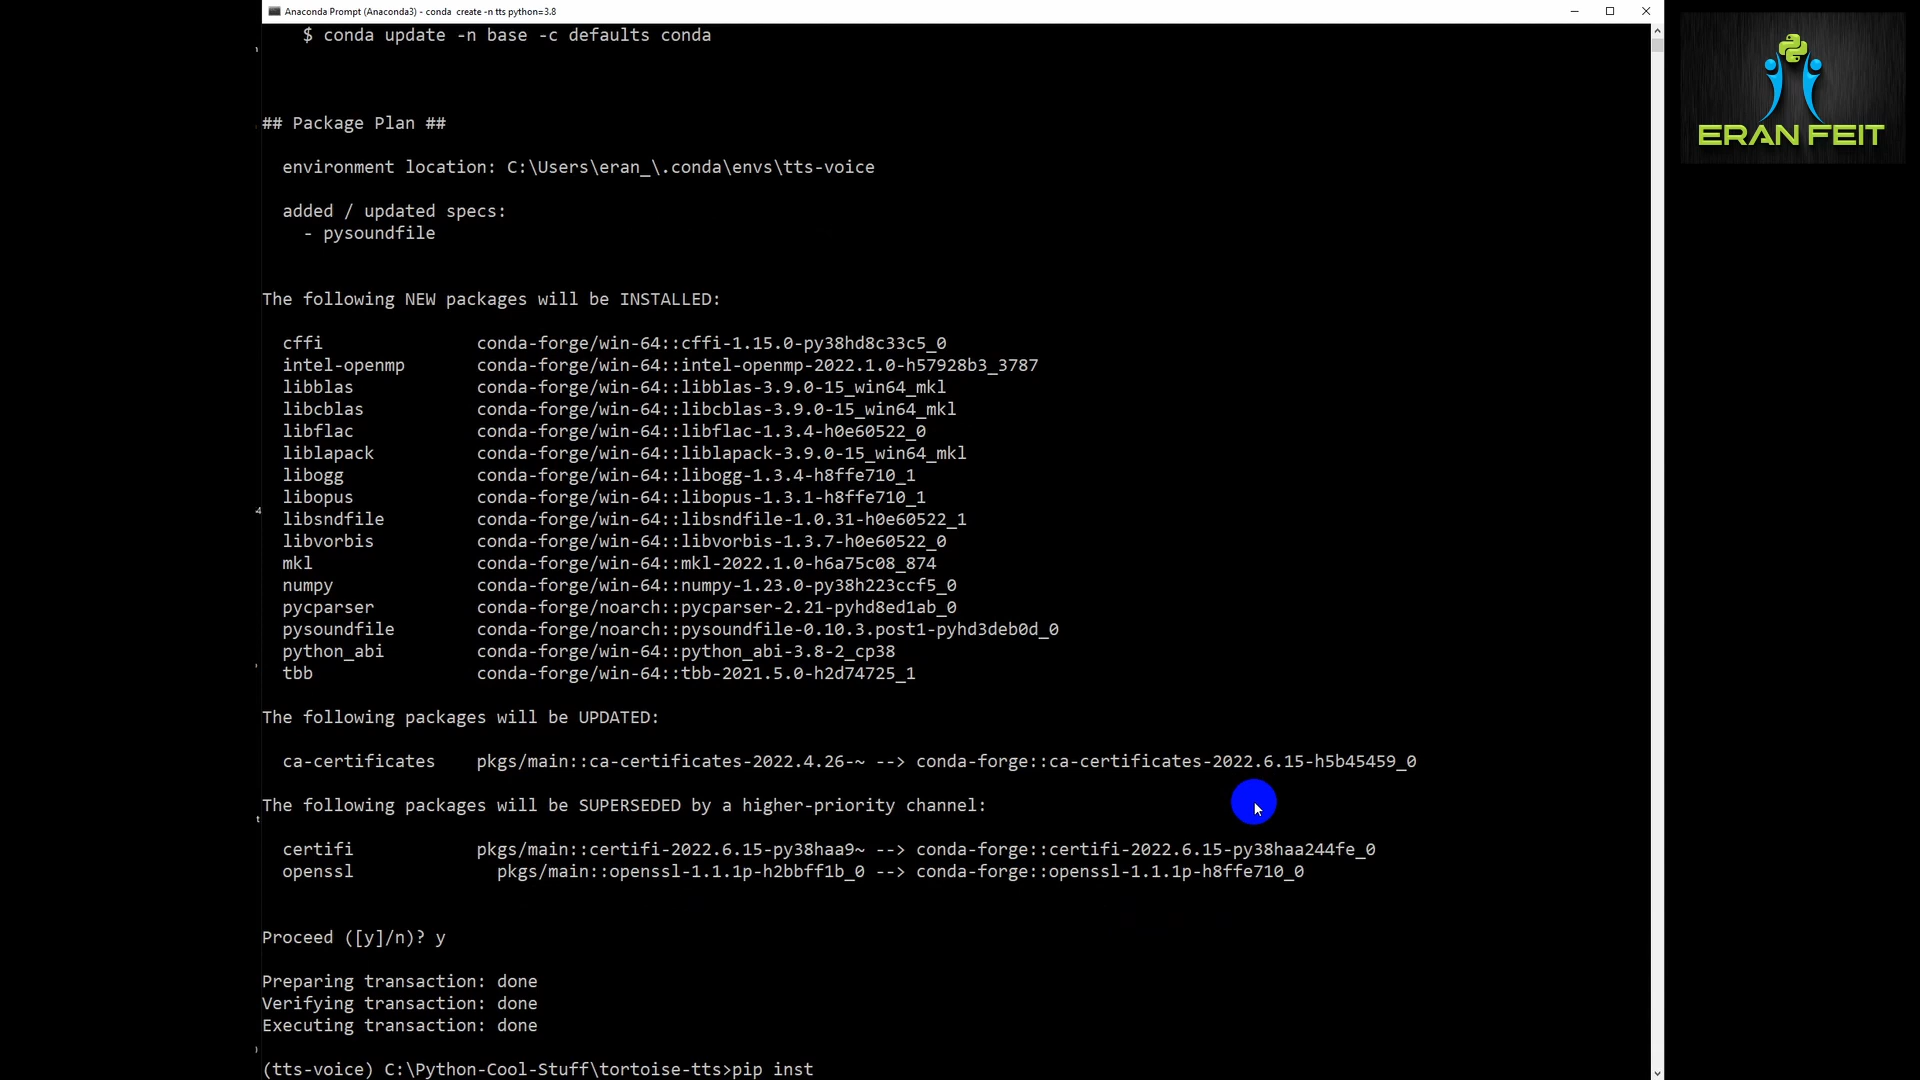 Anaconda Prompt (Anaconda3) - conda  create -n tts python=3.8
$ conda update -n base -c defaults conda
## Package Plan ##
environment location: C:\Users\eran_\.conda\envs\tts-voice
added / updated specs:
- pysoundfile
The following NEW packages will be INSTALLED:
cffi               conda-forge/win-64::cffi-1.15.0-py38hd8c33c5_0
intel-openmp       conda-forge/win-64::intel-openmp-2022.1.0-h57928b3_3787
libblas            conda-forge/win-64::libblas-3.9.0-15_win64_mkl
libcblas           conda-forge/win-64::libcblas-3.9.0-15_win64_mkl
libflac            conda-forge/win-64::libflac-1.3.4-h0e60522_0
liblapack          conda-forge/win-64::liblapack-3.9.0-15_win64_mkl
libogg             conda-forge/win-64::libogg-1.3.4-h8ffe710_1
libopus            conda-forge/win-64::libopus-1.3.1-h8ffe710_1
libsndfile         conda-forge/win-64::libsndfile-1.0.31-h0e60522_1
libvorbis          conda-forge/win-64::libvorbis-1.3.7-h0e60522_0
mkl                conda-forge/win-64::mkl-2022.1.0-h6a75c08_874
numpy              conda-forge/win-64::numpy-1.23.0-py38h223ccf5_0
pycparser          conda-forge/noarch::pycparser-2.21-pyhd8ed1ab_0
pysoundfile        conda-forge/noarch::pysoundfile-0.10.3.post1-pyhd3deb0d_0
python_abi         conda-forge/win-64::python_abi-3.8-2_cp38
tbb                conda-forge/win-64::tbb-2021.5.0-h2d74725_1
The following packages will be UPDATED:
ca-certificates    pkgs/main::ca-certificates-2022.4.26-~ --> conda-forge::ca-certificates-2022.6.15-h5b45459_0
The following packages will be SUPERSEDED by a higher-priority channel:
certifi            pkgs/main::certifi-2022.6.15-py38haa9~ --> conda-forge::certifi-2022.6.15-py38haa244fe_0
openssl              pkgs/main::openssl-1.1.1p-h2bbff1b_0 --> conda-forge::openssl-1.1.1p-h8ffe710_0
Proceed ([y]/n)? y
Preparing transaction: done
Verifying transaction: done
Executing transaction: done
(tts-voice) C:\Python-Cool-Stuff\tortoise-tts>pip inst
ERAN FEIT